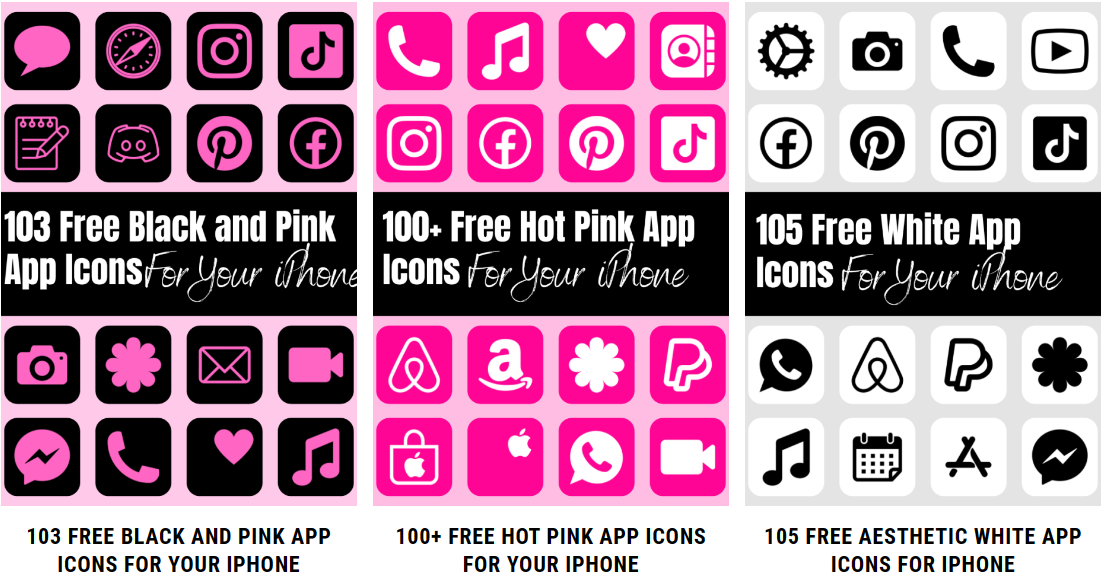 103 Free Black and Pink
App Icons For Your iPhone
103 FREE BLACK AND PINK APP
ICONS FOR YOUR IPHONE
100+ Free Hot Pink App
Icons For Your iPhone
100+ FREE HOT PINK APP ICONS
FOR YOUR IPHONE
105 Free White App
Icons For Your iPhone
105 FREE AESTHETIC WHITE APP
ICONS FOR IPHONE